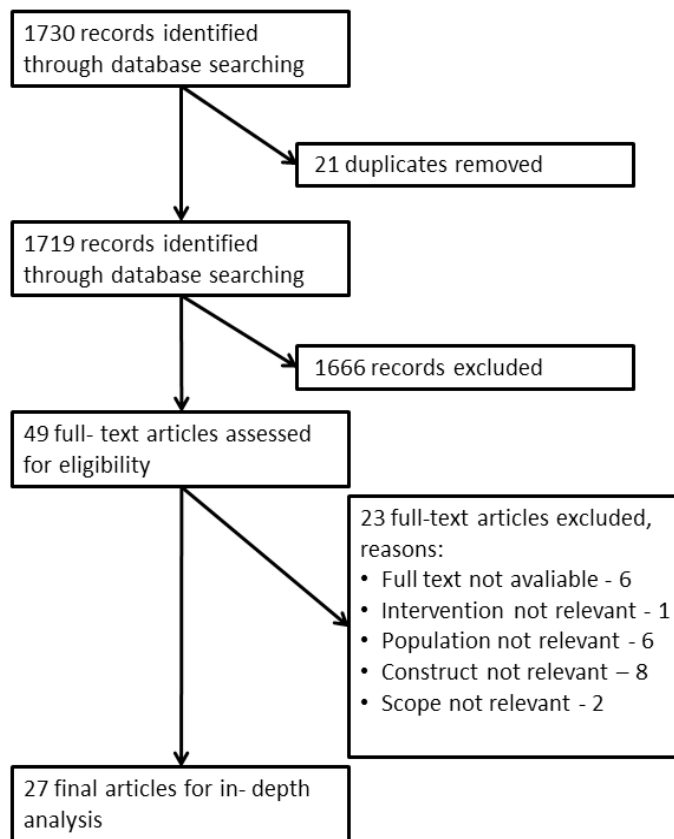 1730 records identified
through database searching
21 duplicates removed
1719 records identified
through database searching
1666 records excluded
49 full- text articles assessed
for eligibility
23 full-text articles excluded,
reasons:
• Full text not avaliable - 6
• Intervention not relevant - 1
• Population not relevant - 6
• Construct not relevant – 8
• Scope not relevant - 2
27 final articles for in- depth
analysis